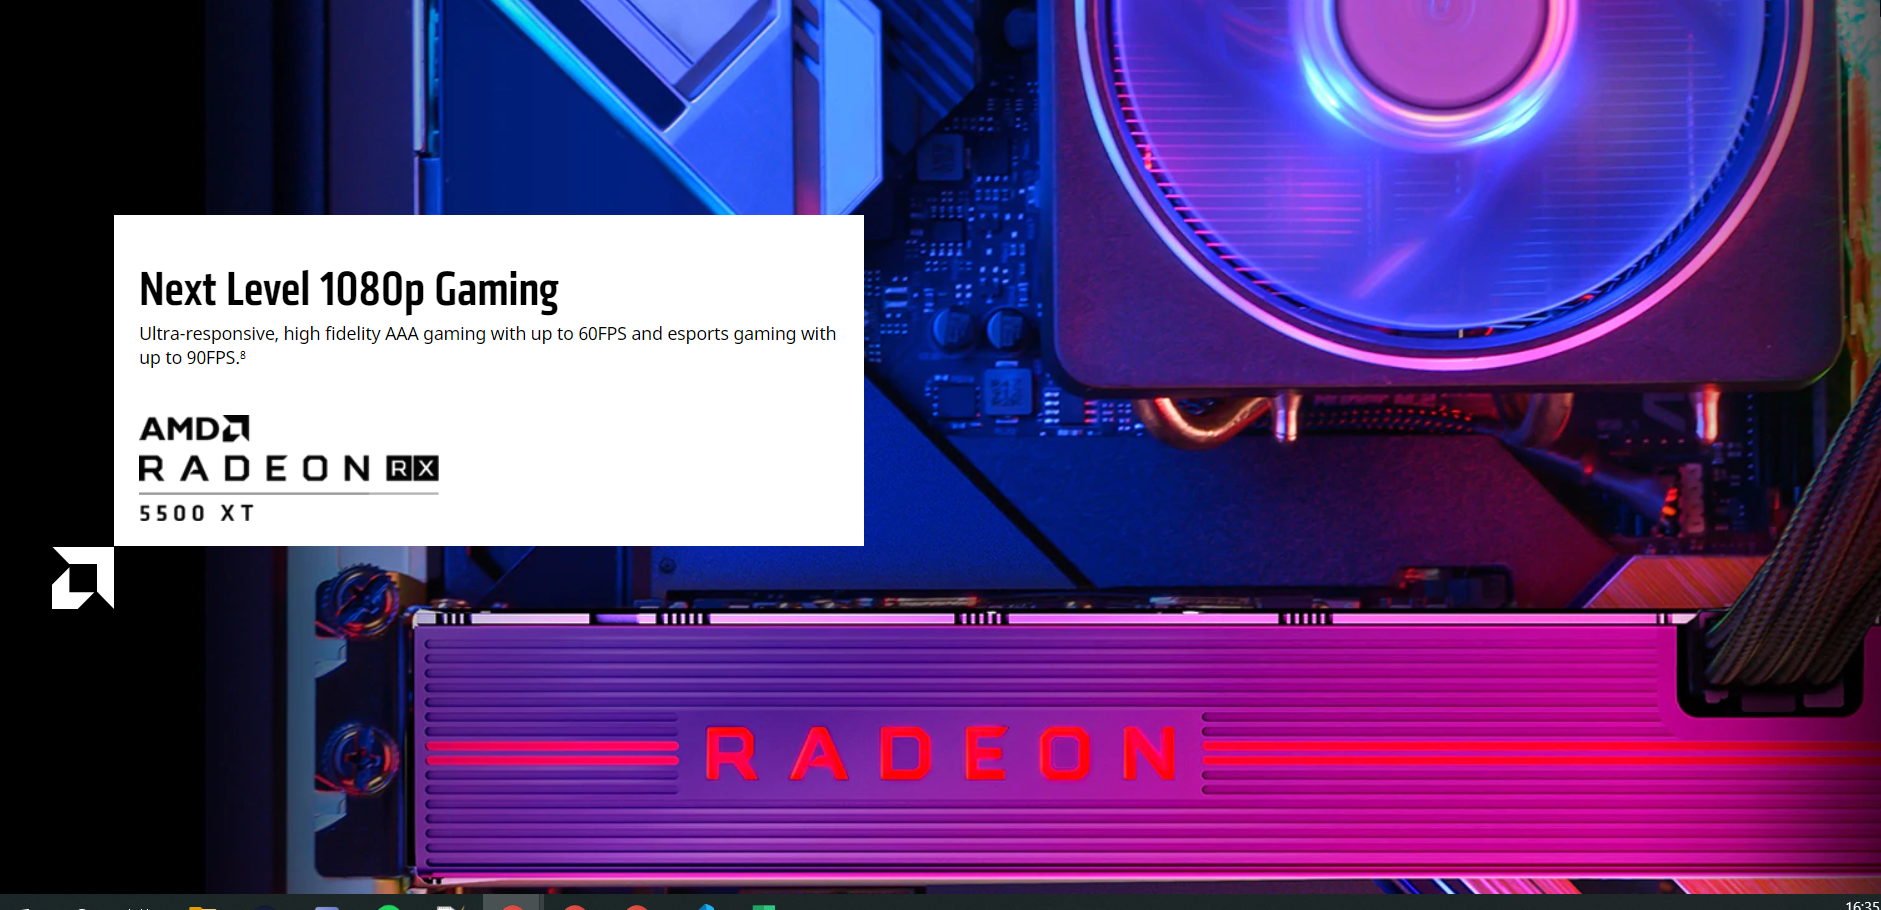 Next Level 1080p Gaming
Ultra-responsive, high fidelity AAA gaming with up to 60FPS and esports gaming with
up to 90FPS.⁸
AMD
RADEON RX
5500 XT
RADEON
16:35